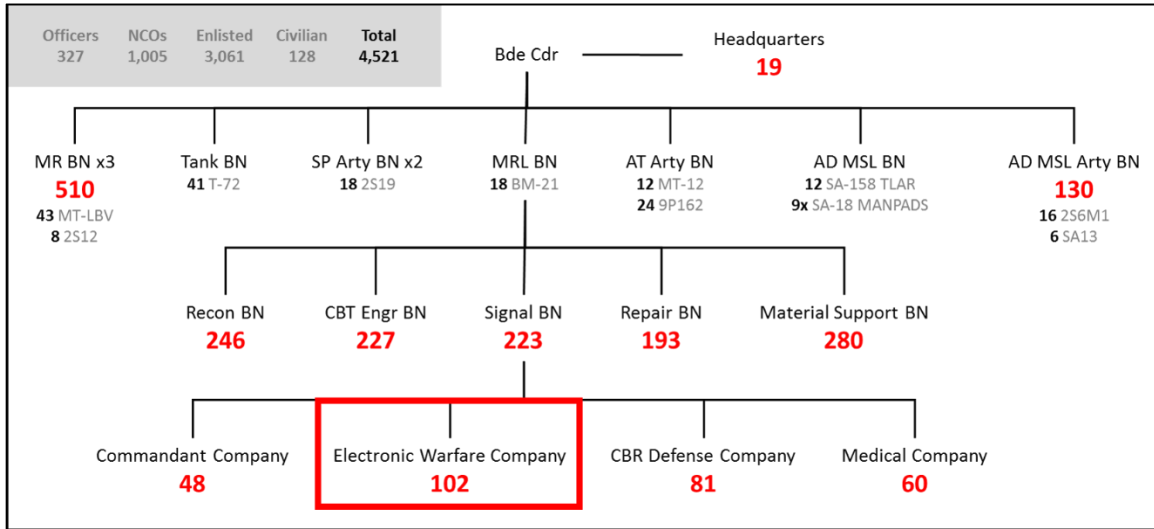 Officers NCOs Enlisted Civilian Total
327 1,005 3,061 128 4,521
Bde Cdr
Headquarters
19
MR BN x3
510
43 MT-LBV
8 2S12
Tank BN
41 T-72
SP Arty BN x2
18 2S19
MRL BN
18 BM-21
AT Arty BN
12 MT-12
24 9P162
AD MSL BN
12 SA-158 TLAR
9x SA-18 MANPADS
AD MSL Arty BN
130
16 2S6M1
6 SA13
Recon BN
246
CBT Engr BN
227
Signal BN
223
Repair BN
193
Material Support BN
280
Commandant Company
48
Electronic Warfare Company
102
CBR Defense Company
81
Medical Company
60